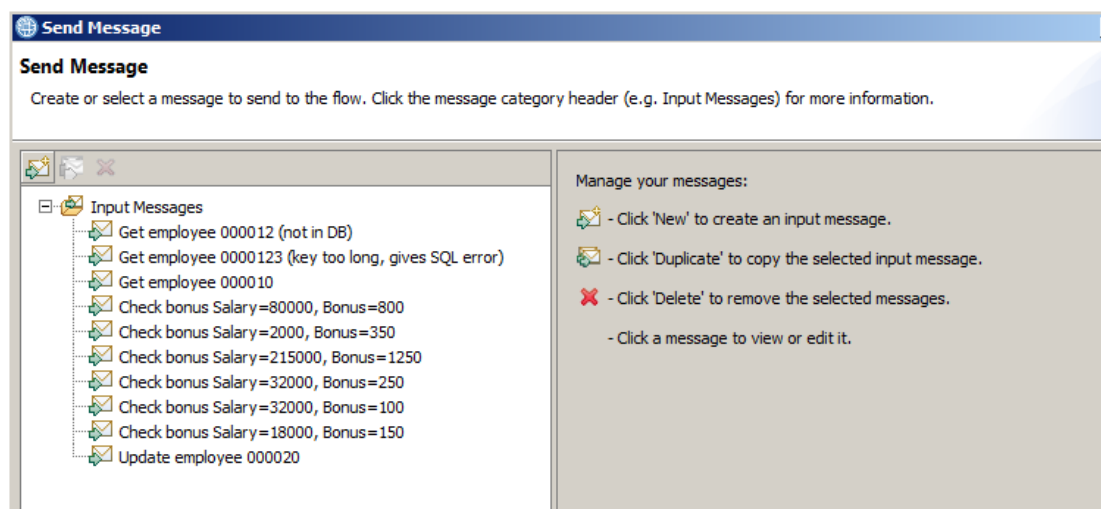 Send Message
Send Message
Create or select a message to send to the flow. Click the message category header (e.g. Input Messages) for more information.
Input Messages
Get employee 000012 (not in DB)
Get employee 0000123 (key too long, gives SQL error)
Get employee 000010
Check bonus Salary=80000, Bonus=800
Check bonus Salary=2000, Bonus=350
Check bonus Salary=215000, Bonus=1250
Check bonus Salary=32000, Bonus=250
Check bonus Salary=32000, Bonus=100
Check bonus Salary=18000, Bonus=150
Update employee 000020
Manage your messages:
- Click 'New' to create an input message.
- Click 'Duplicate' to copy the selected input message.
- Click 'Delete' to remove the selected messages.
- Click a message to view or edit it.